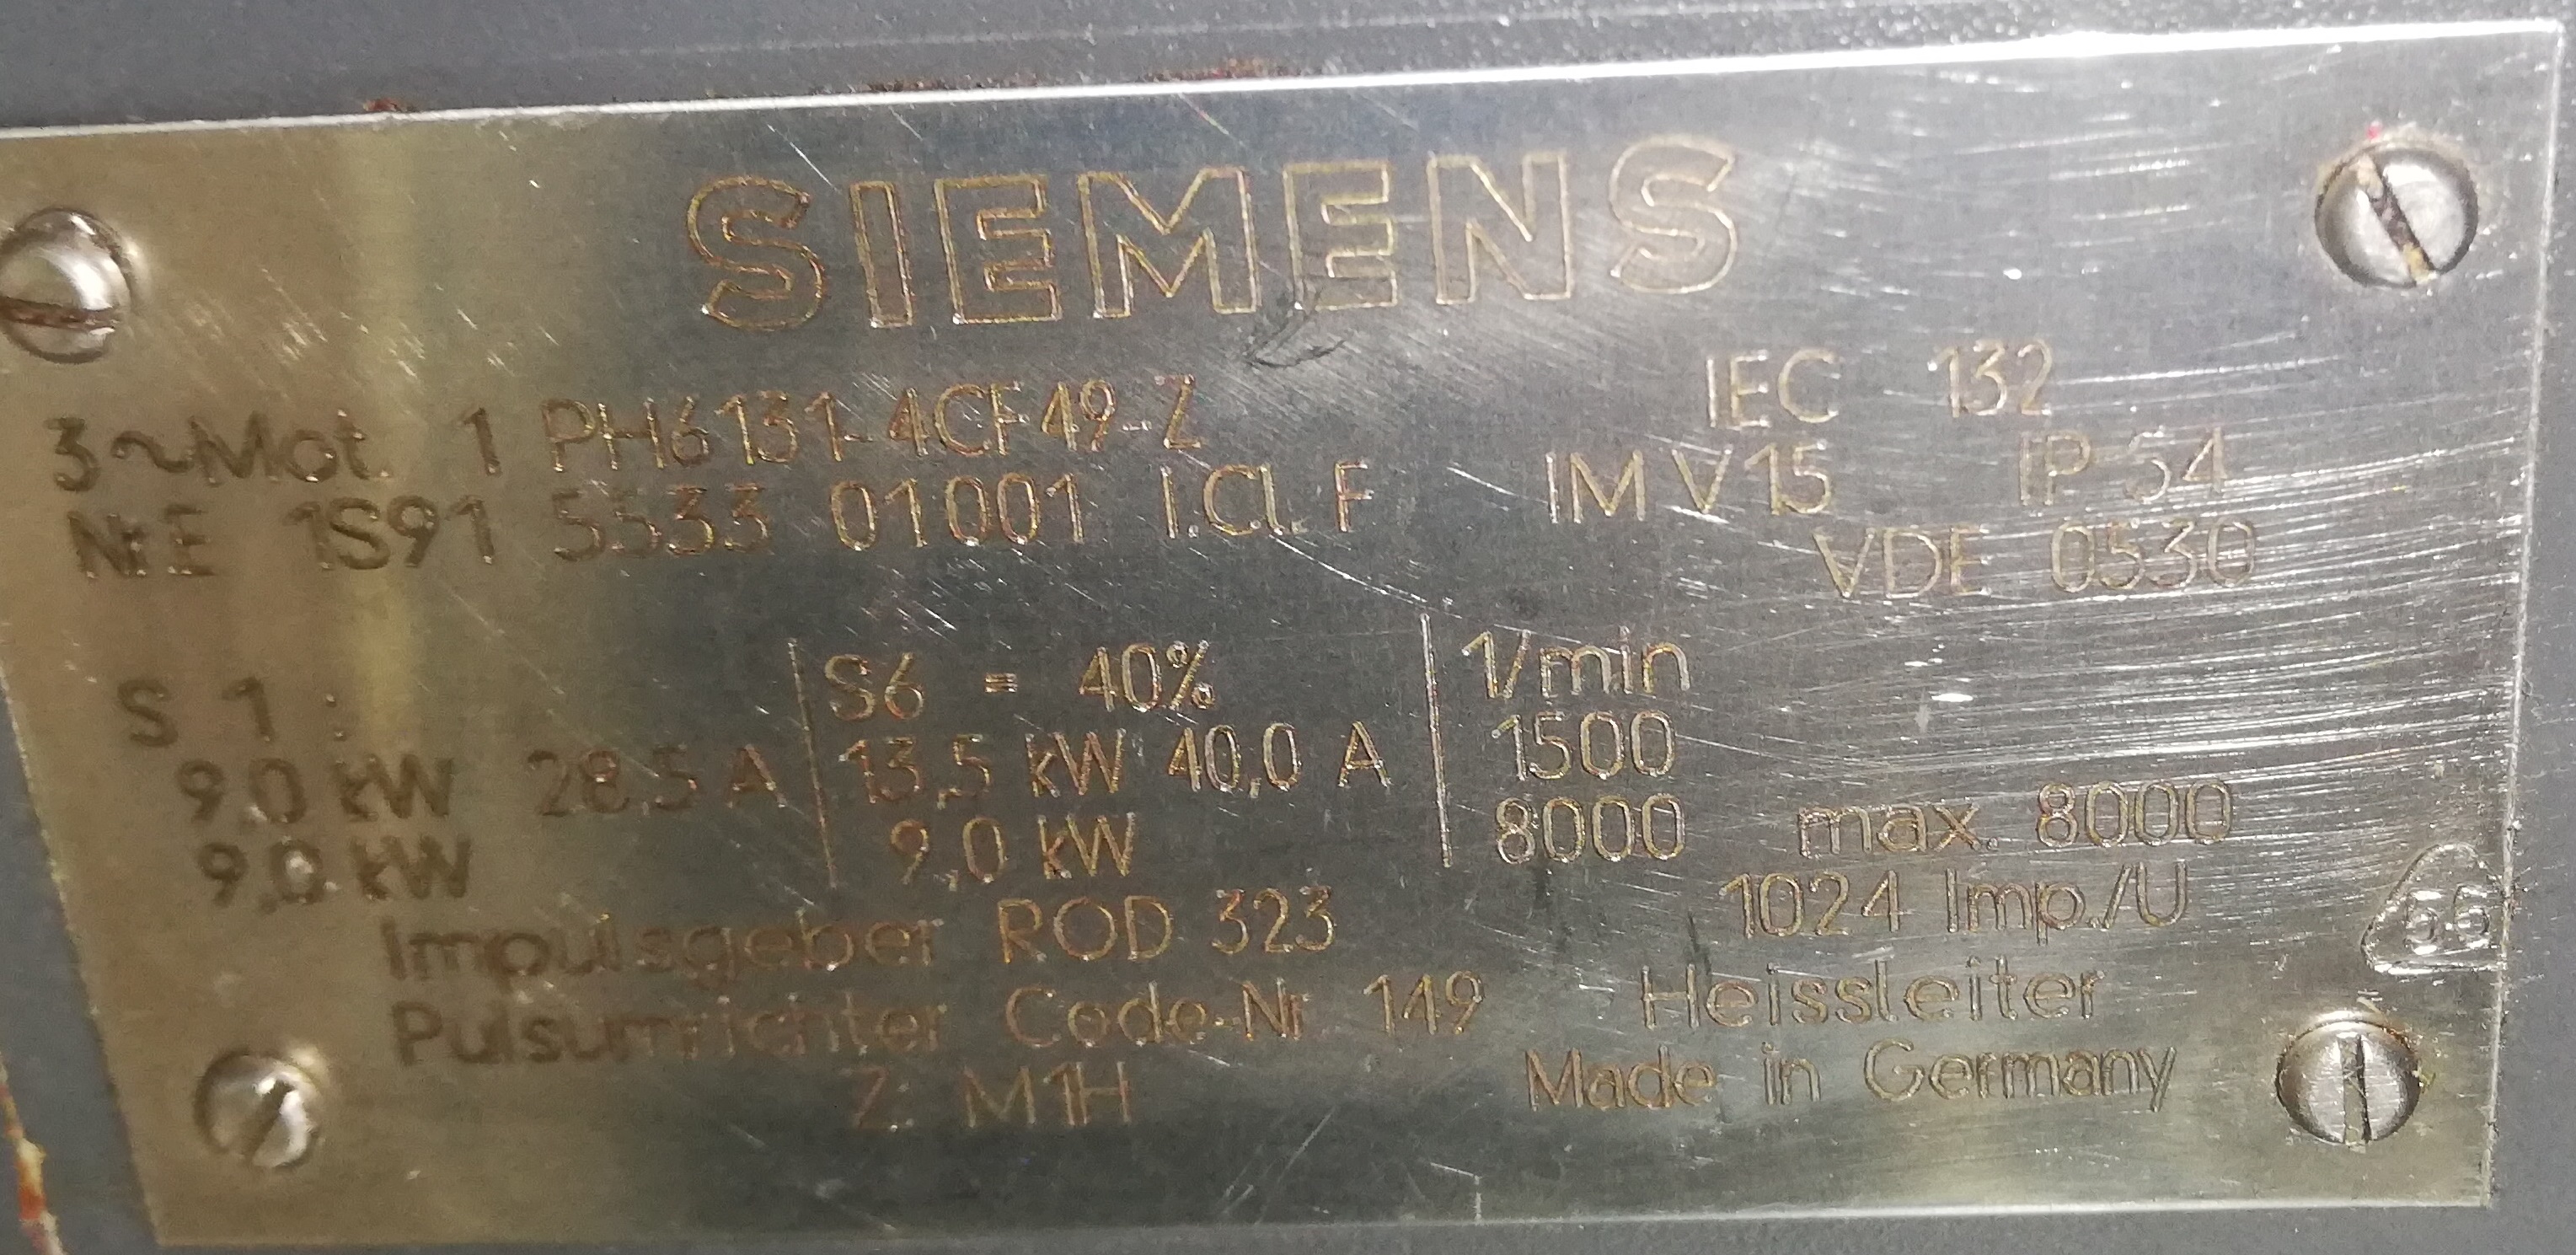 SIEMENS
3~Mot. 1 PH6131-4CF49-Z IEC 132
Nr.E 1S91 5533 01001 I.Cl. F IM V15 IP 54
VDE 0530
S 1 : S6 = 40% 1/min
9,0 kW 28,5 A 13,5 kW 40,0 A 1500
9,0 kW 9,0 kW 8000 max. 8000
Impulsgeber ROD 323 1024 Imp./U
Pulsumrichter Code-Nr. 149 Heissleiter
Z: M1H Made in Germany
56